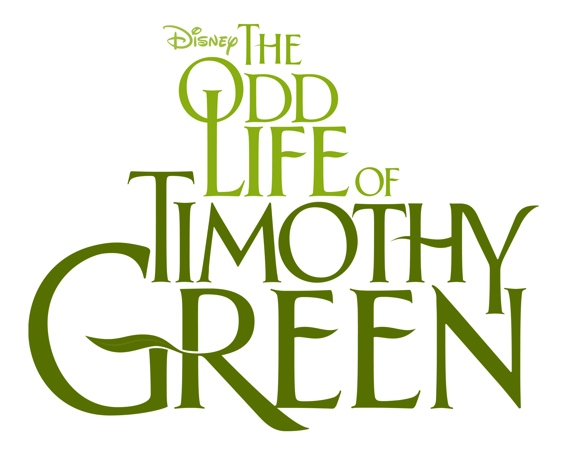 Disney THE
ODD
LIFE OF
TIMOTHY
GREEN